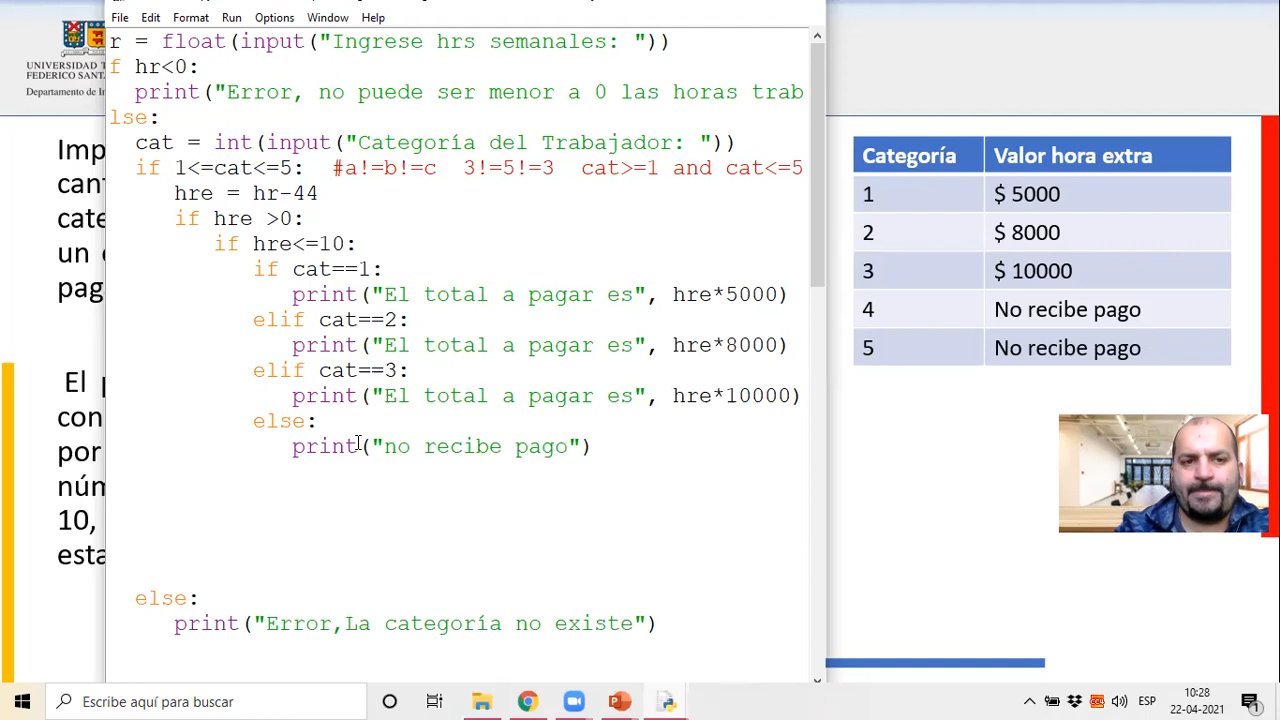 File Edit Format Run Options Window Help
UNIVERSIDAD T
FEDERICO SANT
Departamento de In
r = float(input("Ingrese hrs semanales: "))
f hr<0:
print("Error, no puede ser menor a 0 las horas trab
lse:
cat = int(input("Categoría del Trabajador: "))
if 1<=cat<=5: #a!=b!=c 3!=5!=3 cat>=1 and cat<=5
hre = hr-44
if hre >0:
if hre<=10:
if cat==1:
print("El total a pagar es", hre*5000)
elif cat==2:
print("El total a pagar es", hre*8000)
elif cat==3:
print("El total a pagar es", hre*10000)
else:
print("no recibe pago")
else:
print("Error,La categoría no existe")
Imp
cant
cate
un
pag
El
con
por
núm
10,
esta
Categoría Valor hora extra
1 $ 5000
2 $ 8000
3 $ 10000
4 No recibe pago
5 No recibe pago
Escribe aquí para buscar
ESP
10:28
22-04-2021
1